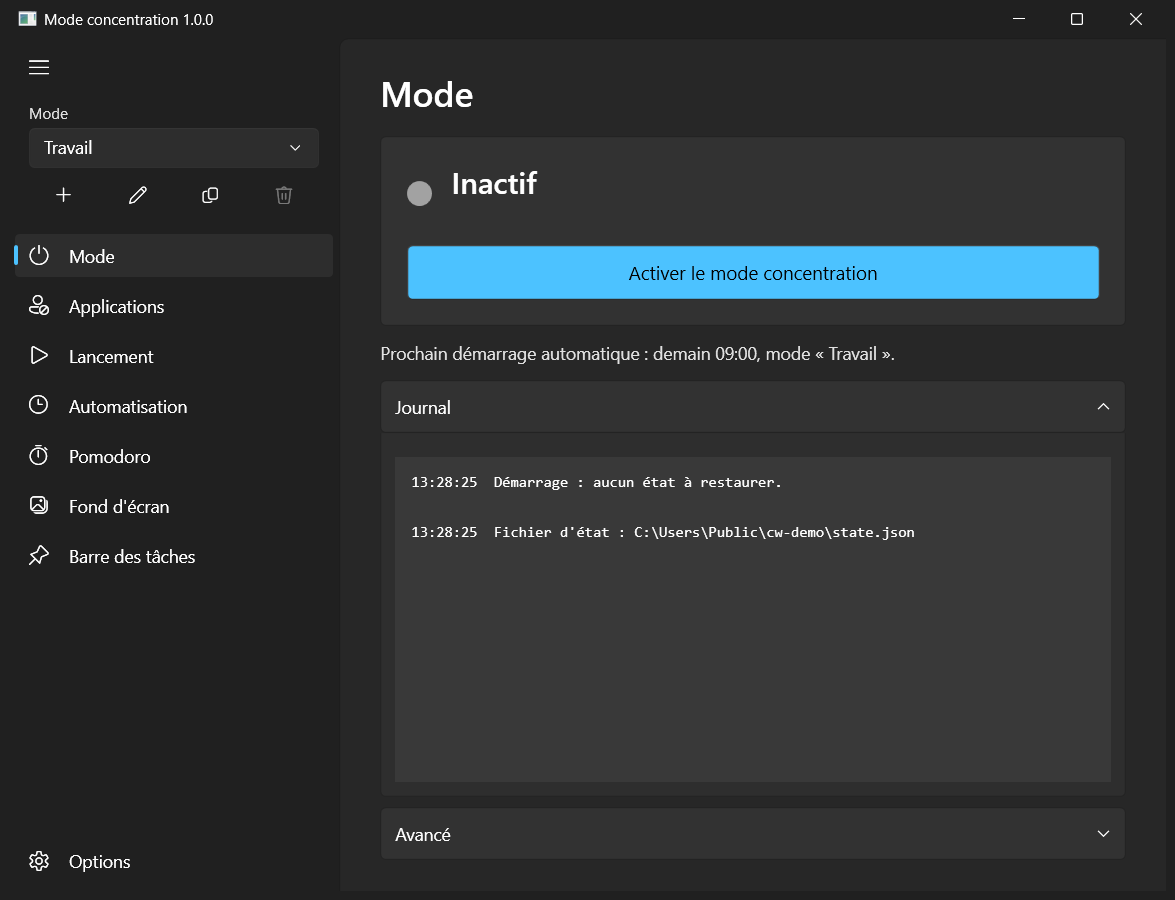 Mode concentration 1.0.0
Mode
Travail
Mode
Applications
Lancement
Automatisation
Pomodoro
Fond d'écran
Barre des tâches
Options
Mode
Inactif
Activer le mode concentration
Prochain démarrage automatique : demain 09:00, mode « Travail ».
Journal
13:28:25  Démarrage : aucun état à restaurer.
13:28:25  Fichier d'état : C:\Users\Public\cw-demo\state.json
Avancé